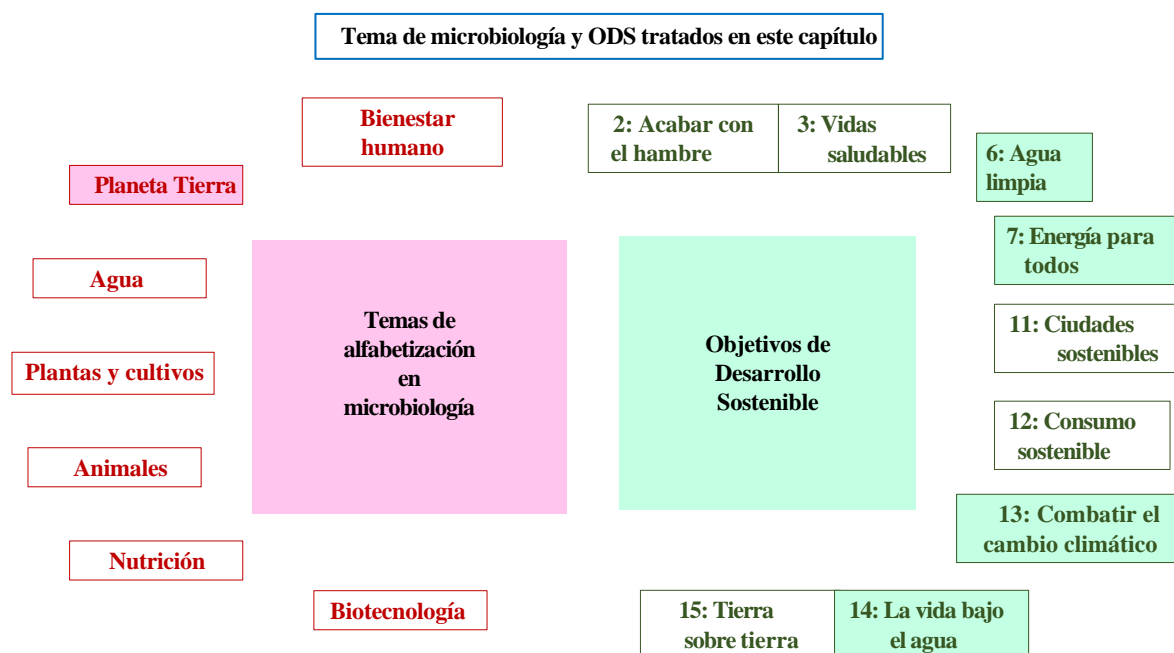 Tema de microbiología y ODS tratados en este capítulo
Bienestar
humano
Planeta Tierra
Agua
Plantas y cultivos
Animales
Nutrición
Biotecnología
Temas de
alfabetización
en
microbiología
Objetivos de
Desarrollo
Sostenible
2: Acabar con
el hambre
3: Vidas
saludables
6: Agua
limpia
7: Energía para
todos
11: Ciudades
sostenibles
12: Consumo
sostenible
13: Combatir el
cambio climático
15: Tierra
sobre tierra
14: La vida bajo
el agua